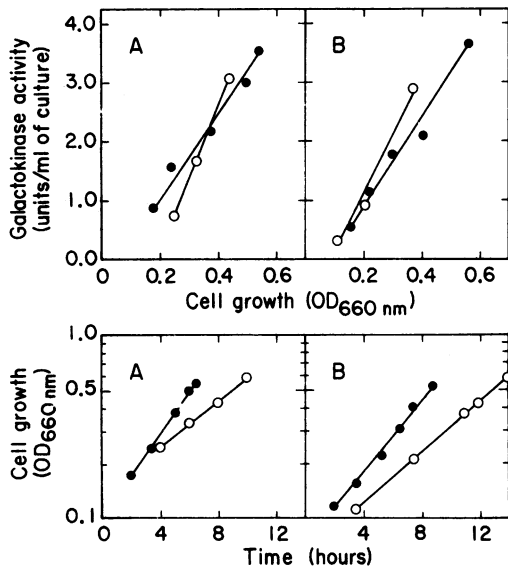 A
B
Galactokinase activity
(units/ml of culture)
4.0
3.0
2.0
1.0
0.0
0 0.2 0.4 0.6
0.2 0.4 0.6
Cell growth (OD660 nm)
A
B
Cell growth
(OD660 nm)
1.0
0.5
0.1
0 4 8 12
4 8 12
Time (hours)